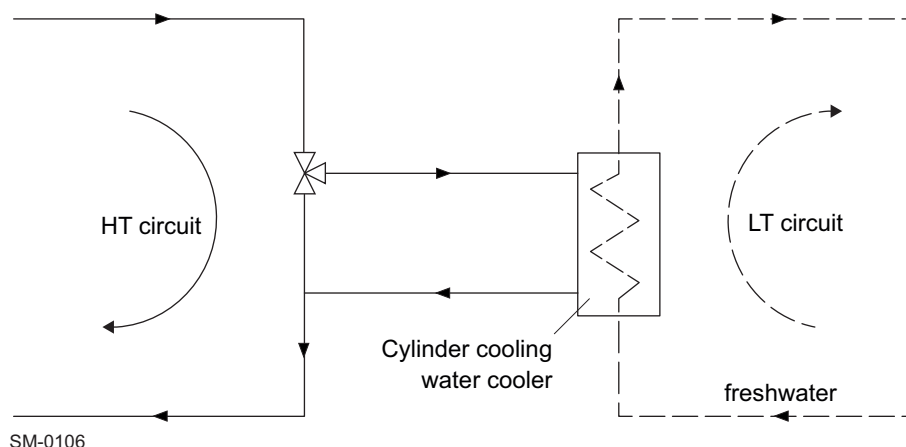 HT circuit
LT circuit
Cylinder cooling
water cooler
freshwater
SM-0106